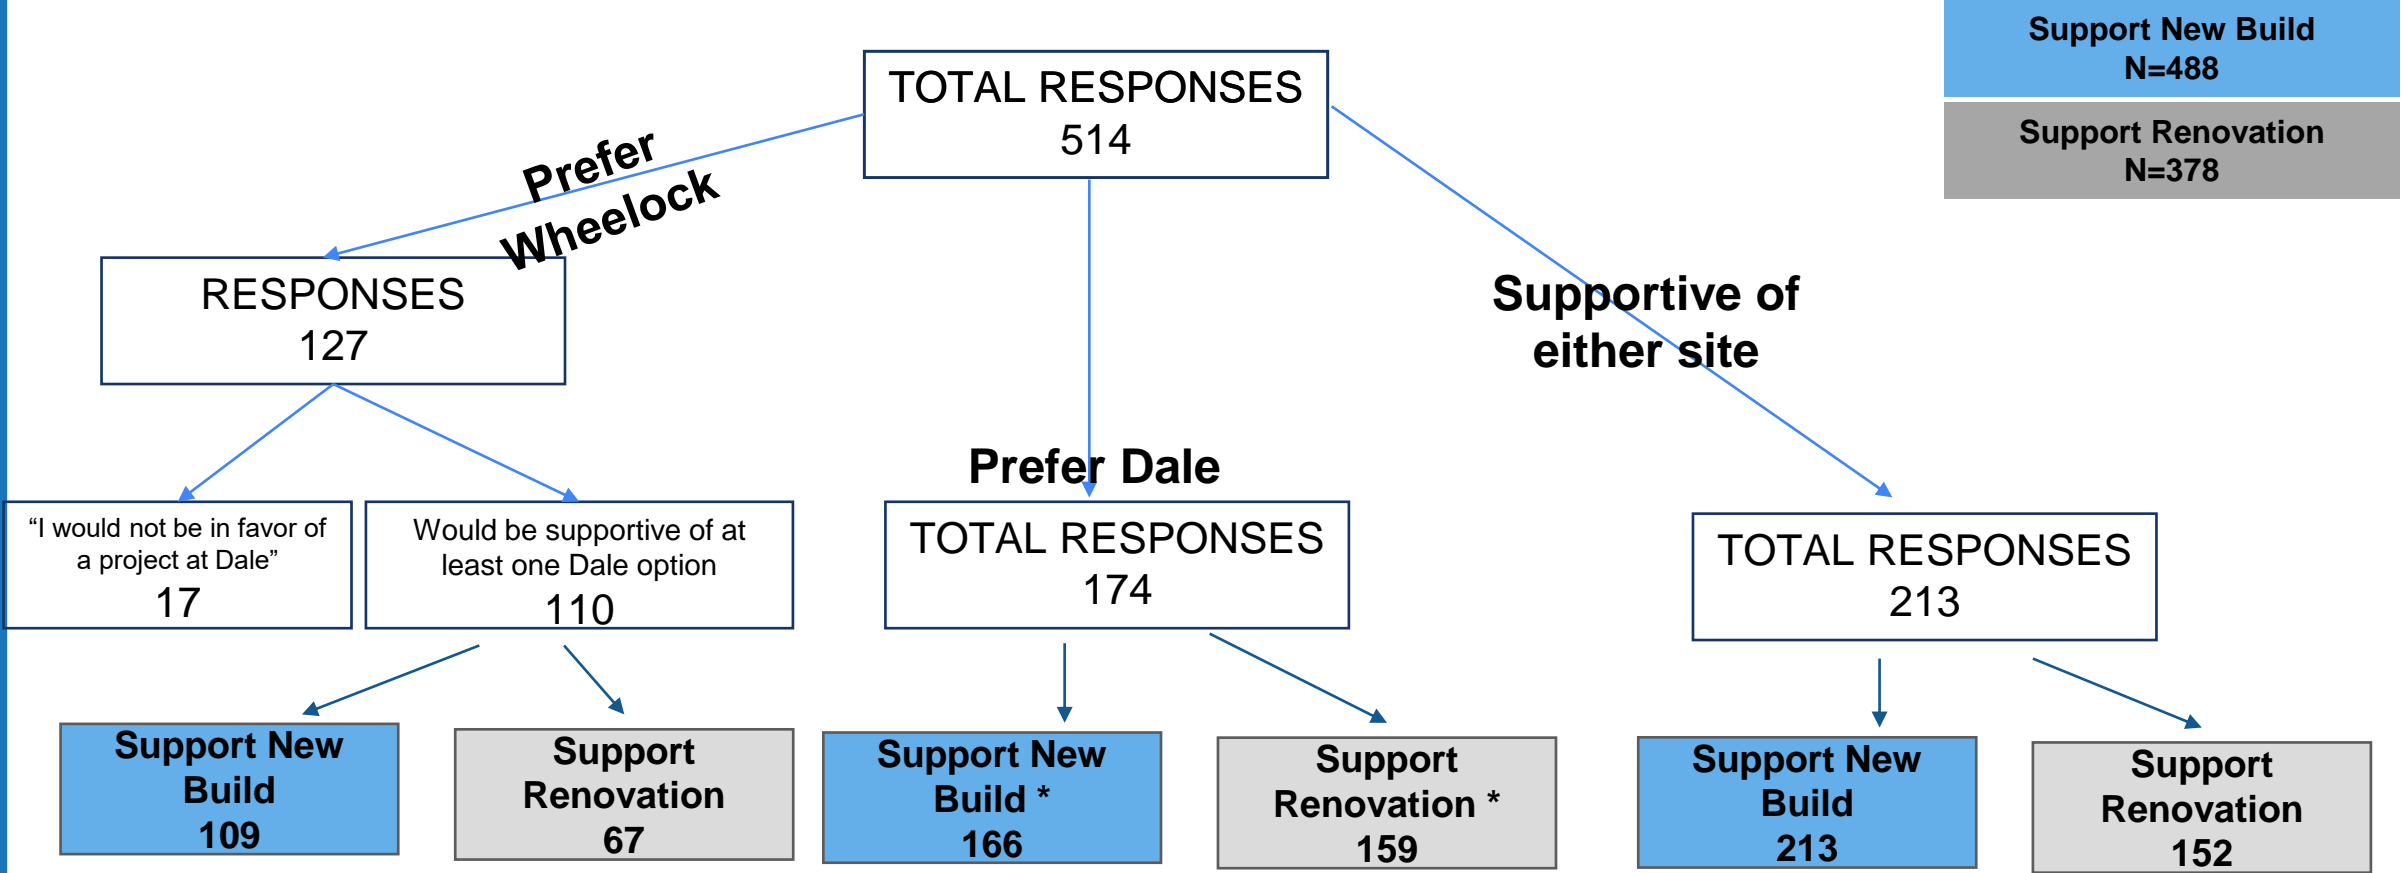 Support New Build
N=488
Support Renovation
N=378
TOTAL RESPONSES
514
Prefer
Wheelock
RESPONSES
127
Supportive of
either site
Prefer Dale
“I would not be in favor of
a project at Dale”
17
Would be supportive of at
least one Dale option
110
TOTAL RESPONSES
174
TOTAL RESPONSES
213
Support New
Build
109
Support
Renovation
67
Support New
Build *
166
Support
Renovation *
159
Support New
Build
213
Support
Renovation
152